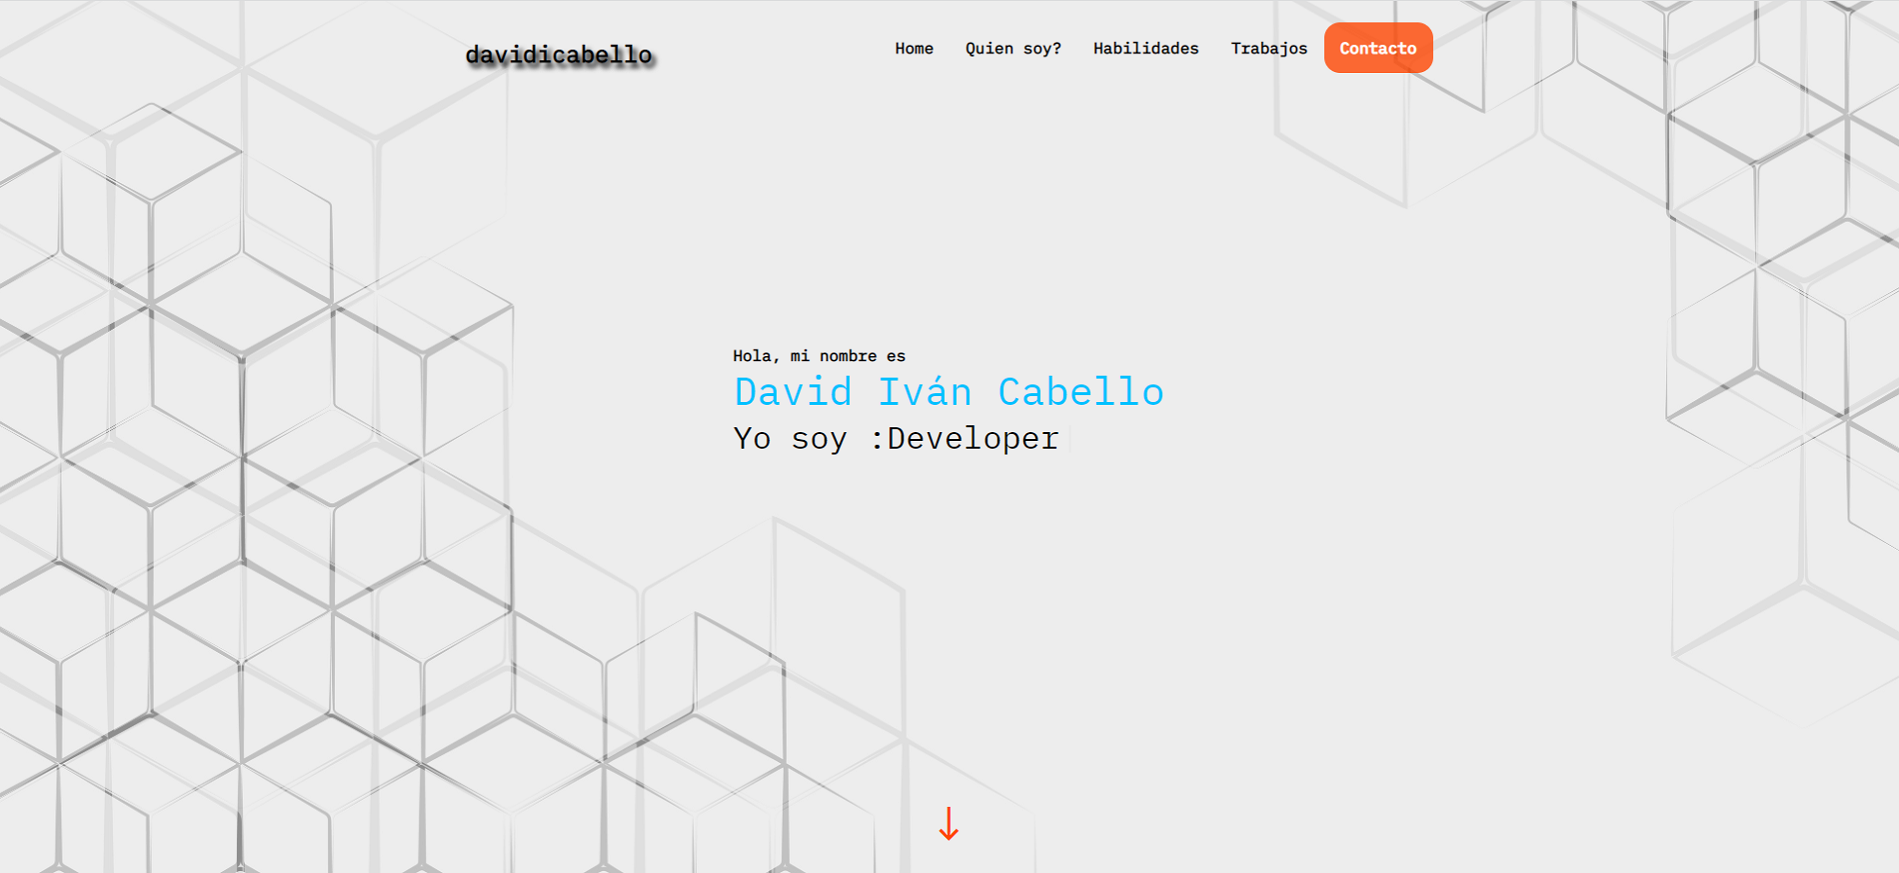 davidicabello
Home Quien soy? Habilidades Trabajos Contacto
Hola, mi nombre es
David Iván Cabello
Yo soy :Developer